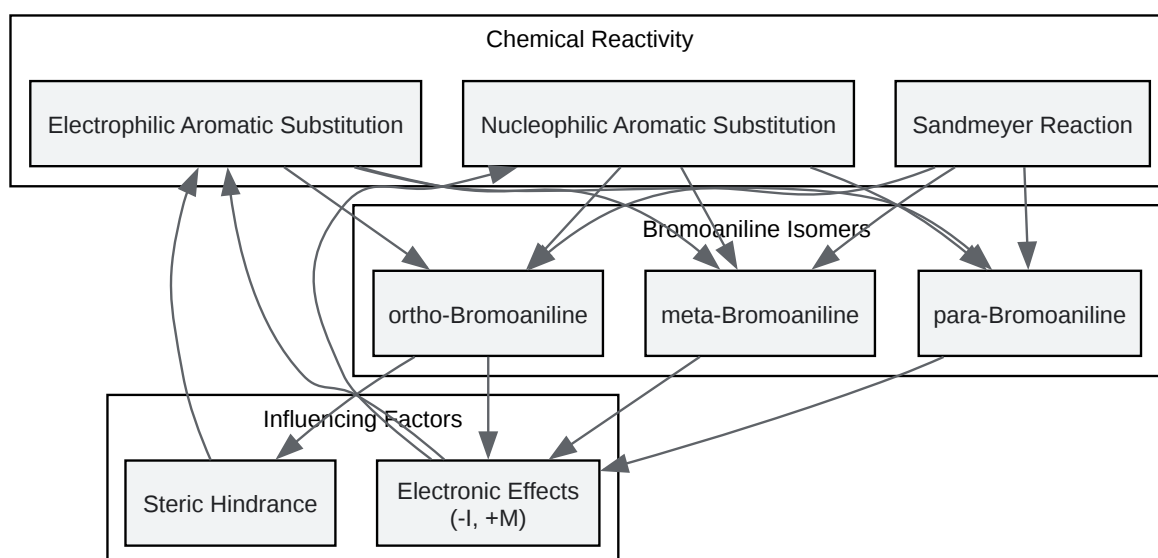 Chemical Reactivity
Electrophilic Aromatic Substitution
Nucleophilic Aromatic Substitution
Sandmeyer Reaction
Bromoaniline Isomers
ortho-Bromoaniline
meta-Bromoaniline
para-Bromoaniline
Influencing Factors
Steric Hindrance
Electronic Effects
(-I, +M)